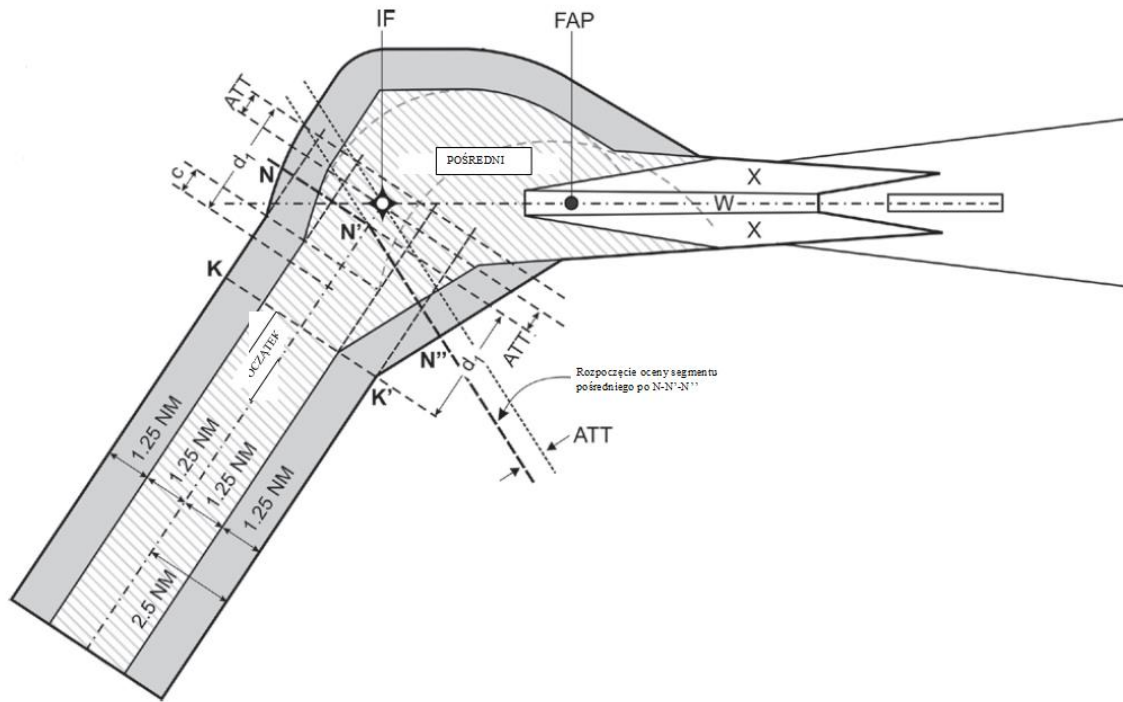 IF
FAP
ATT
d1
c
N
POŚREDNI
X
W
X
N'
K
OCZĄTEK
N''
ATT
d1
K'
Rozpoczęcie oceny segmentu
pośredniego po N-N'-N''
ATT
1.25 NM
1.25 NM
1.25 NM
1.25 NM
2.5 NM